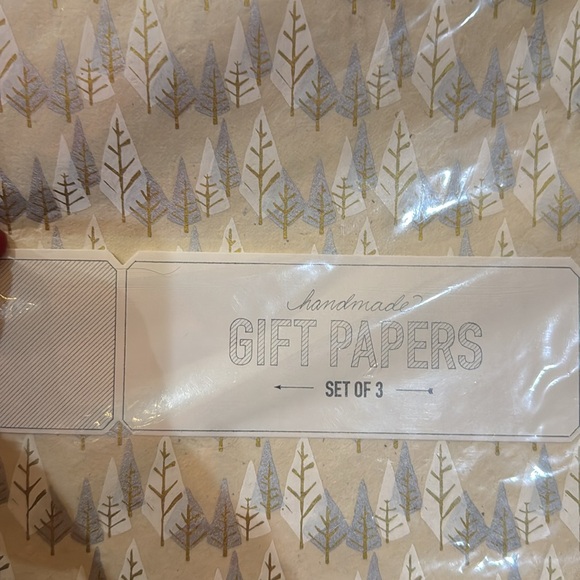 handmade
GIFT PAPERS
SET OF 3